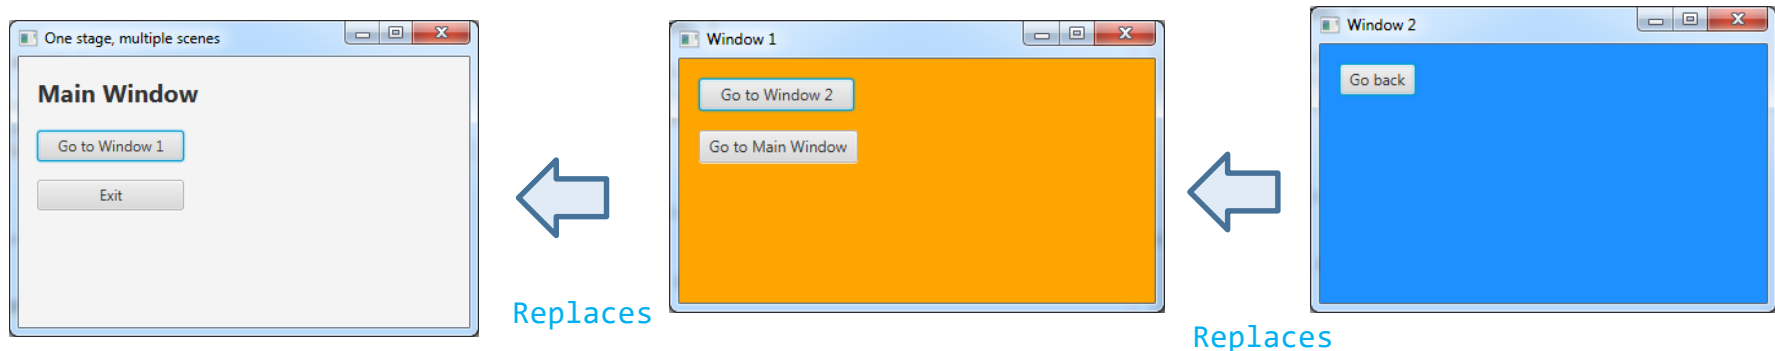 One stage, multiple scenes
Main Window
Go to Window 1
Exit
Replaces
Window 1
Go to Window 2
Go to Main Window
Replaces
Window 2
Go back